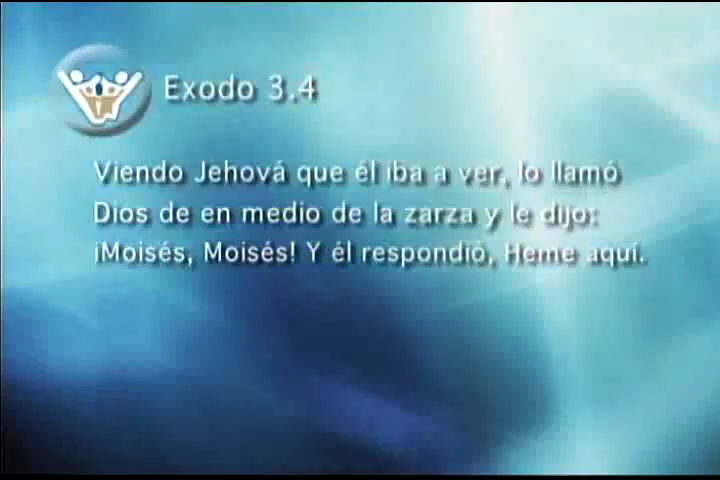 Exodo 3.4
Viendo Jehová que él iba a ver, lo llamó
Dios de en medio de la zarza y le dijo:
¡Moisés, Moisés! Y él respondió, Heme aquí.